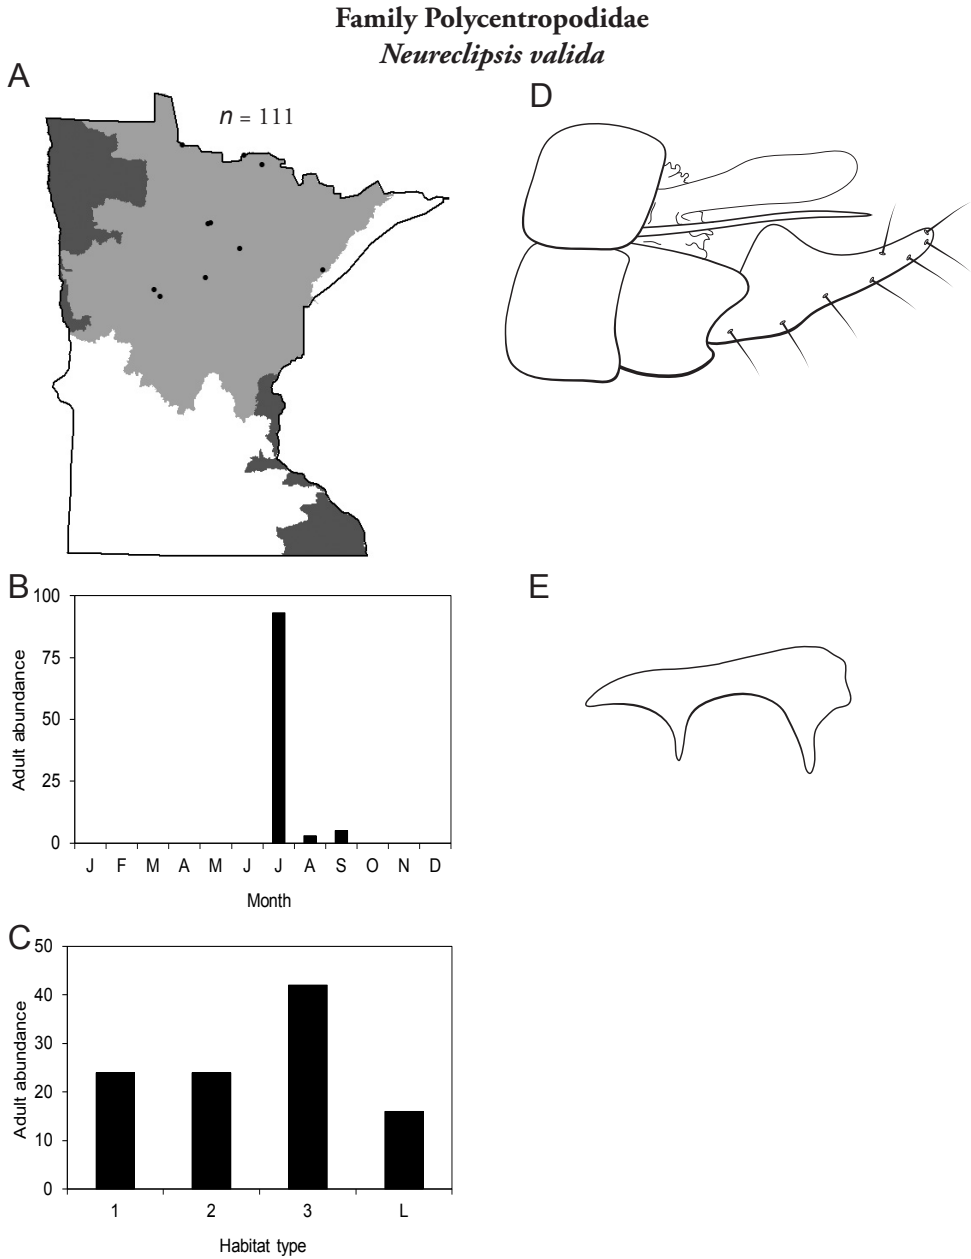 Family Polycentropodidae
Neureclipsis valida
A
n = 111
D
B
100
75
50
25
0
Adult abundance
J F M A M J J A S O N D
Month
E
C
50
40
30
20
10
0
Adult abundance
1 2 3 L
Habitat type